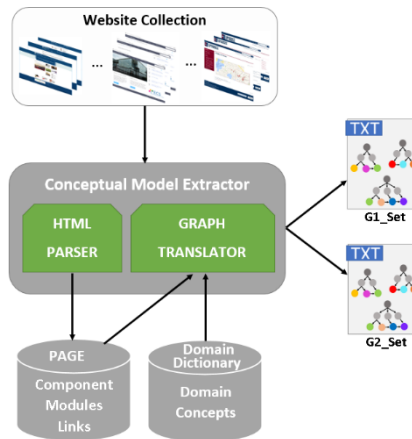 Website Collection
... ...
Conceptual Model Extractor
HTML
PARSER
GRAPH
TRANSLATOR
TXT
G1_Set
TXT
G2_Set
PAGE
Component
Modules
Links
Domain
Dictionary
Domain
Concepts